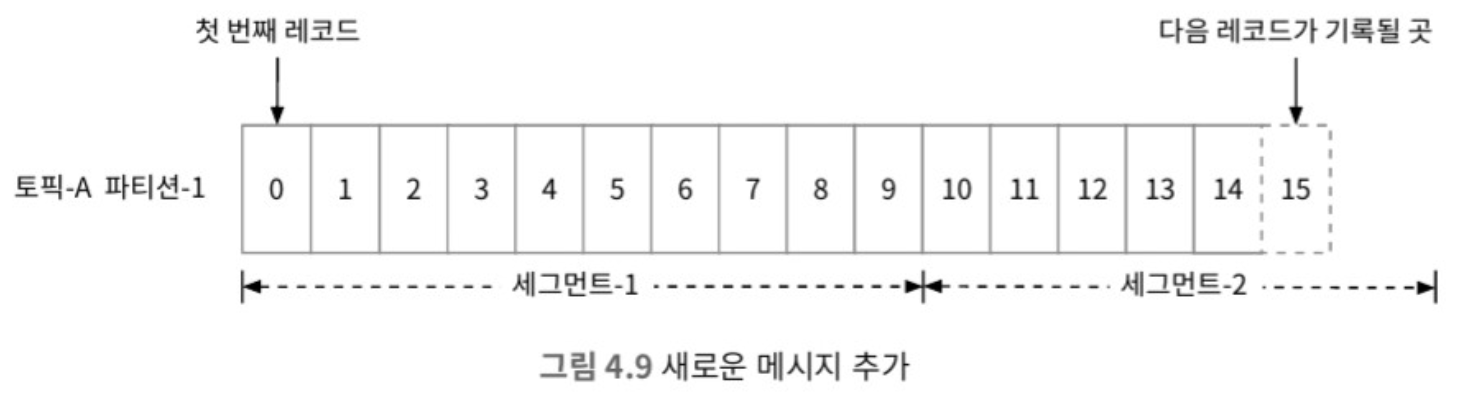 첫 번째 레코드
다음 레코드가 기록될 곳
토픽-A 파티션-1
0 1 2 3 4 5 6 7 8 9 10 11 12 13 14 15
세그먼트-1
세그먼트-2
그림 4.9 새로운 메시지 추가